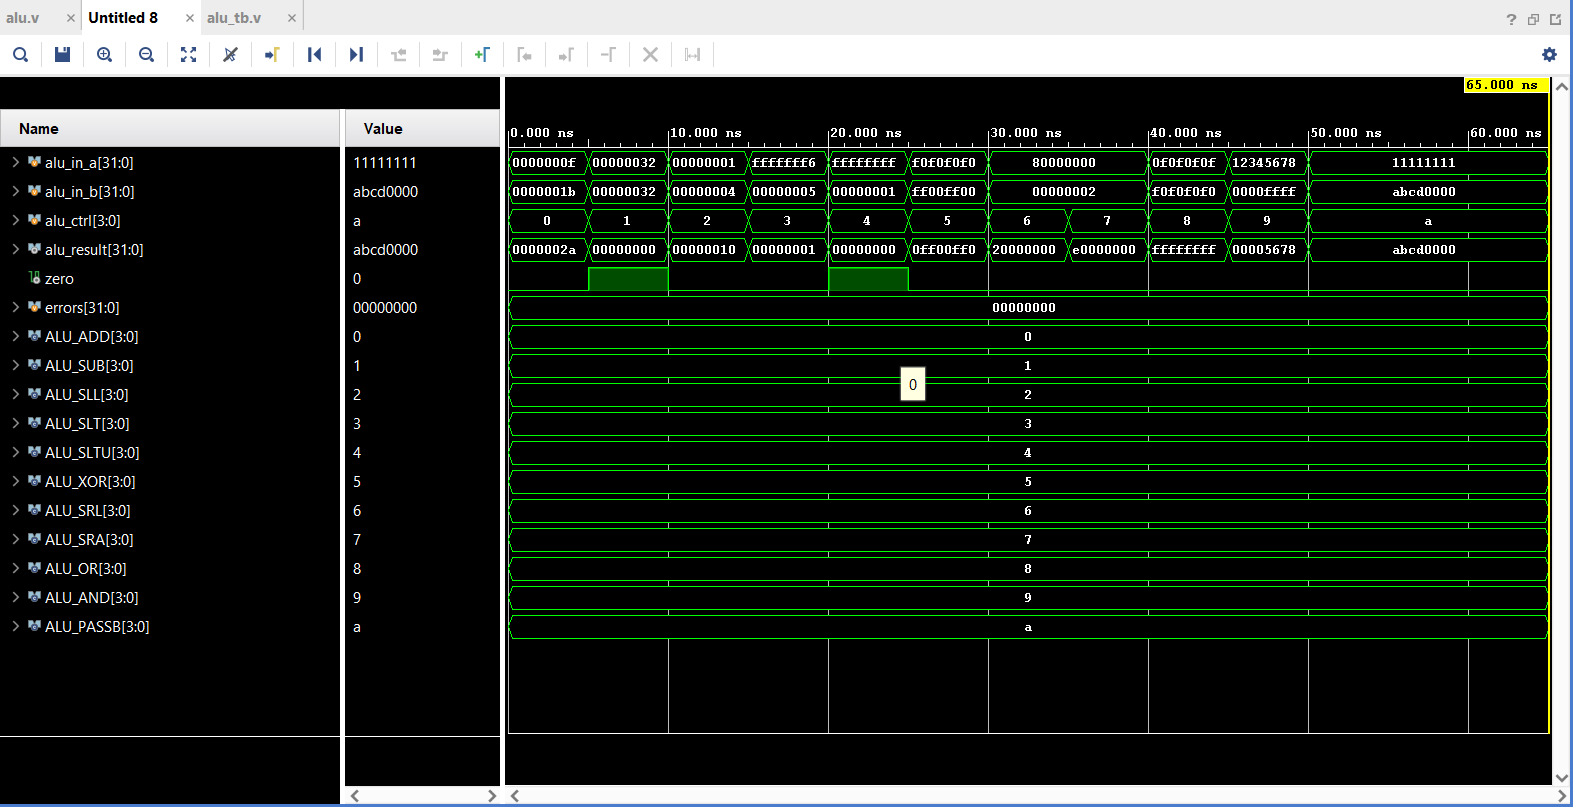 alu.v × Untitled 8 × alu_tb.v ×
?
65.000 ns
Name Value 0.000 ns 10.000 ns 20.000 ns 30.000 ns 40.000 ns 50.000 ns 60.000 ns
alu_in_a[31:0] 11111111 0000000f 00000032 00000001 fffffff6 ffffffff f0f0f0f0 80000000 0f0f0f0f 12345678 11111111
alu_in_b[31:0] abcd0000 0000001b 00000032 00000004 00000005 00000001 ff00ff00 00000002 f0f0f0f0 0000ffff abcd0000
alu_ctrl[3:0] a 0 1 2 3 4 5 6 7 8 9 a
alu_result[31:0] abcd0000 0000002a 00000000 00000010 00000001 00000000 0ff00ff0 20000000 e0000000 ffffffff 00005678 abcd0000
zero 0
errors[31:0] 00000000 00000000
ALU_ADD[3:0] 0 0
ALU_SUB[3:0] 1 1
0
ALU_SLL[3:0] 2 2
ALU_SLT[3:0] 3 3
ALU_SLTU[3:0] 4 4
ALU_XOR[3:0] 5 5
ALU_SRL[3:0] 6 6
ALU_SRA[3:0] 7 7
ALU_OR[3:0] 8 8
ALU_AND[3:0] 9 9
ALU_PASSB[3:0] a a